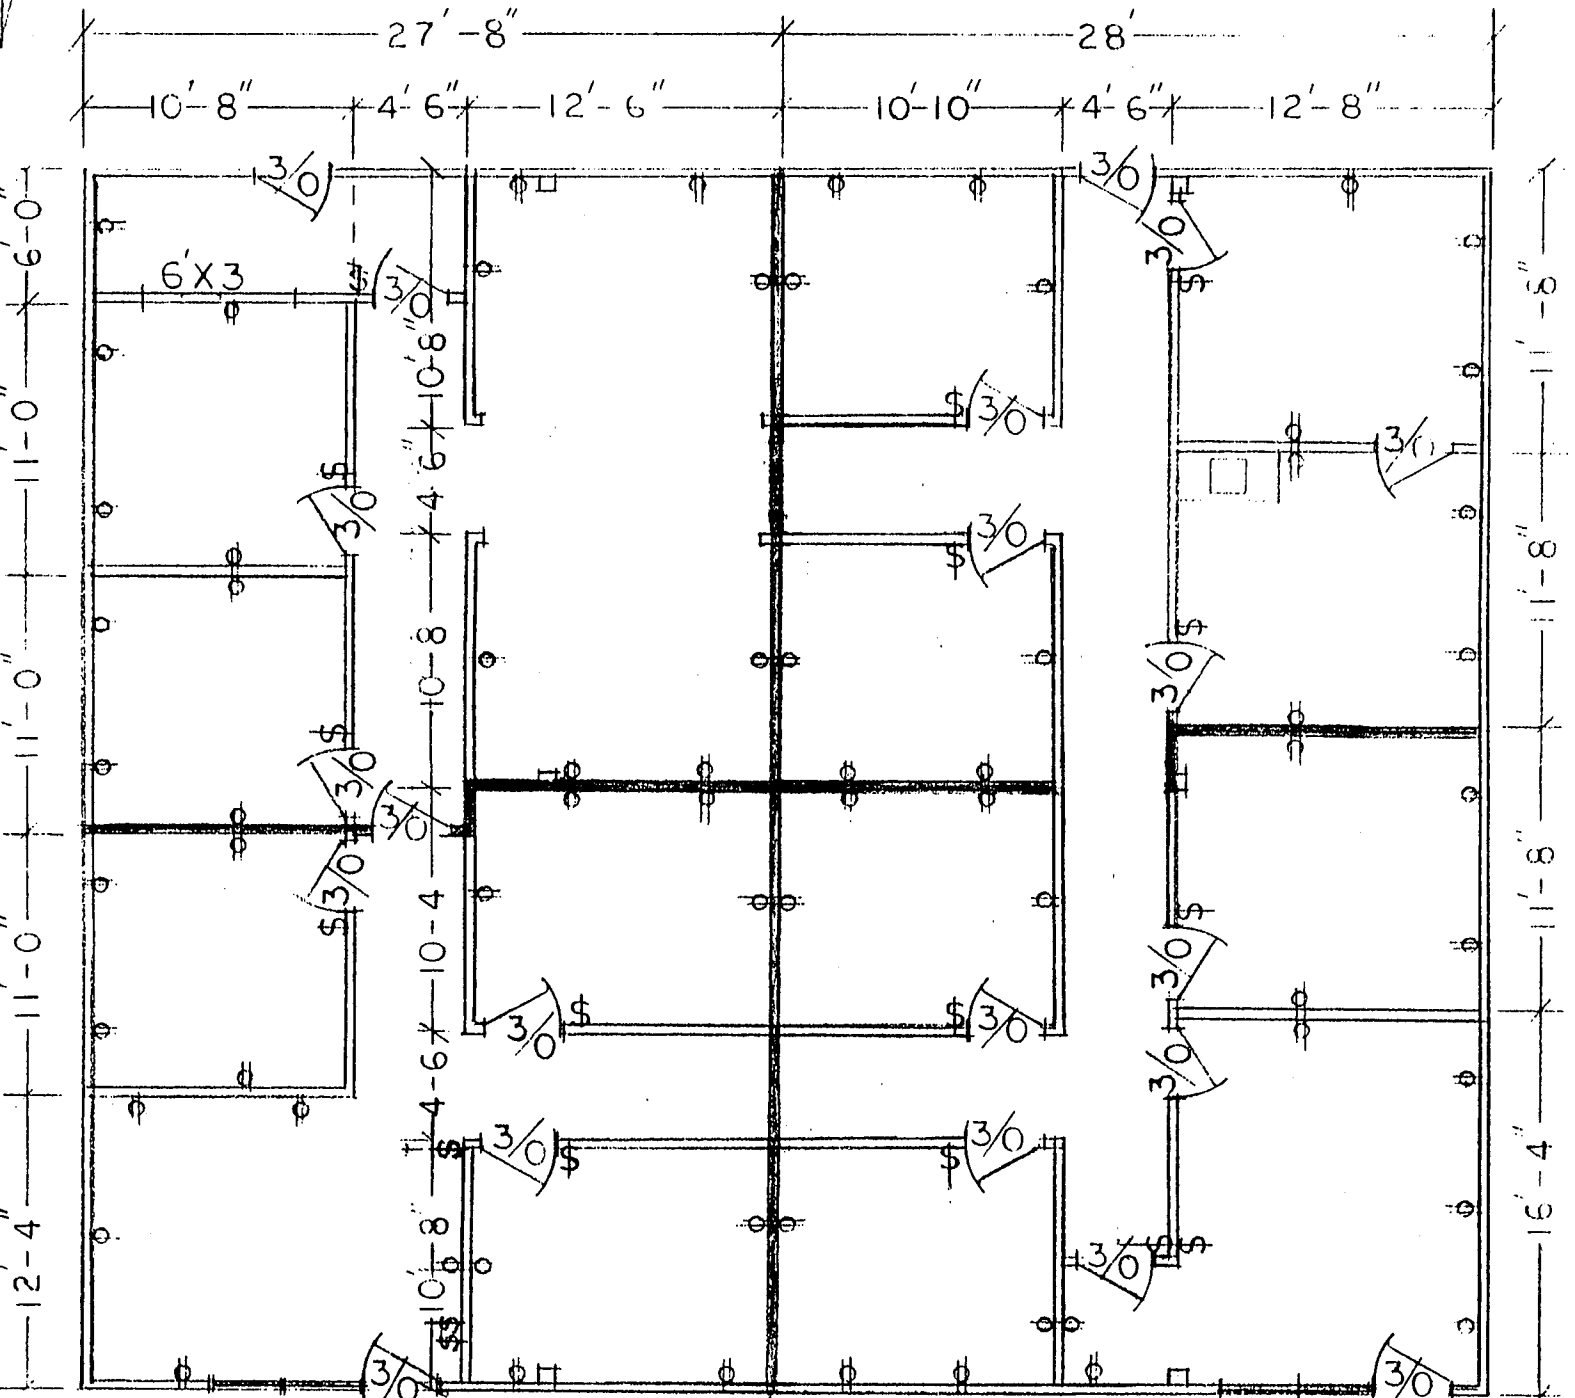 27'-8" 28'
10'-8" 4'-6" 12'-6" 10'-10" 4'-6" 12'-8"
3/0 3/0
6'-0" 3/0 11'-8"
6'X3 $ 3/0 $
10'-8"
11'-0" $ 3/0 3/0
4'-6"
$ 3/0 3/0 $ 11'-8"
11'-0" 10-8 $ 3/0
$ 3/0 3/0
3/0 $ 11'-8" $
11'-0" 10-4 3/0
3/0 $ $ 3/0
4-6 3/0
$ 3/0 $ $ 3/0 16'-4"
12'-4" 10'-8" 3/0 $ $
$$
3/0 3/0